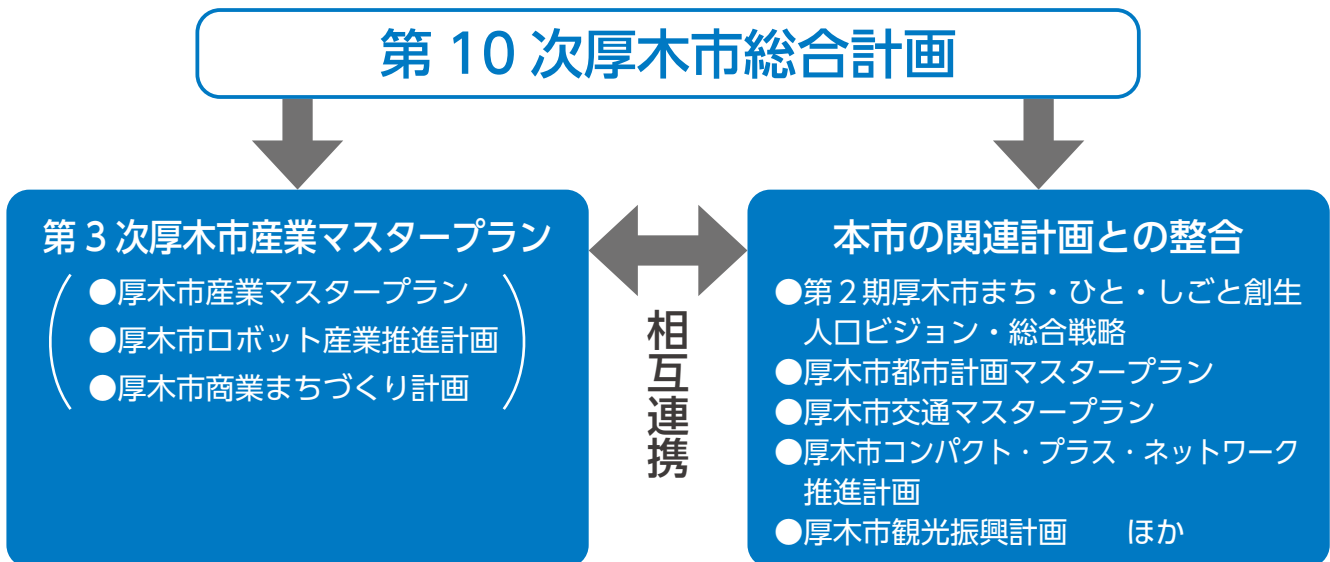 第 10 次厚木市総合計画
第 3 次厚木市産業マスタープラン
●厚木市産業マスタープラン
●厚木市ロボット産業推進計画
●厚木市商業まちづくり計画
相互連携
本市の関連計画との整合
●第２期厚木市まち・ひと・しごと創生
人口ビジョン・総合戦略
●厚木市都市計画マスタープラン
●厚木市交通マスタープラン
●厚木市コンパクト・プラス・ネットワーク
推進計画
●厚木市観光振興計画　　ほか